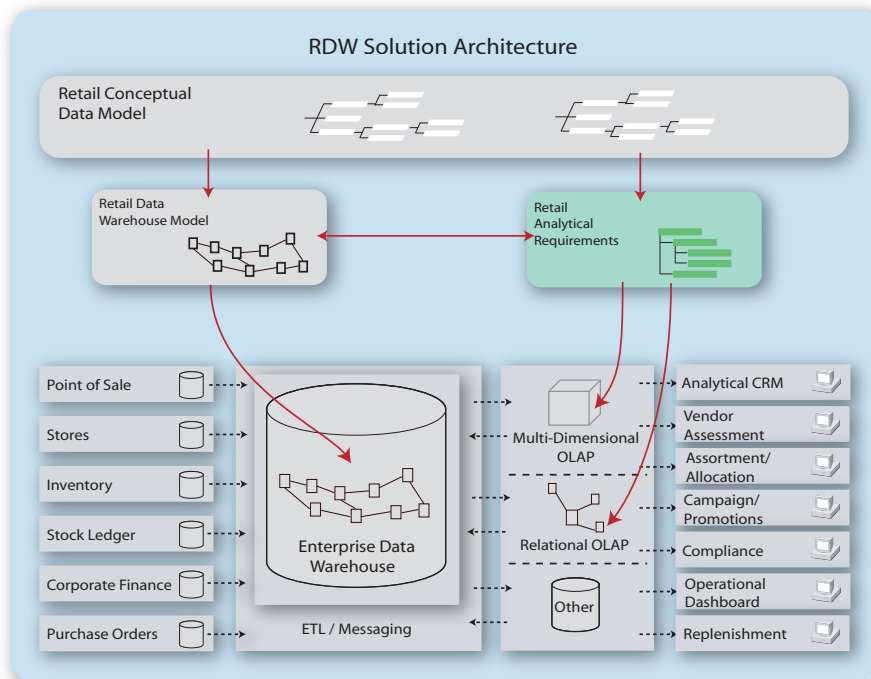 RDW Solution Architecture
Retail Conceptual
Data Model
Retail Data
Warehouse Model
Retail
Analytical
Requirements
Point of Sale
Stores
Inventory
Stock Ledger
Corporate Finance
Purchase Orders
Enterprise Data
Warehouse
ETL / Messaging
Multi-Dimensional
OLAP
Relational OLAP
Other
Analytical CRM
Vendor
Assessment
Assortment/
Allocation
Campaign/
Promotions
Compliance
Operational
Dashboard
Replenishment